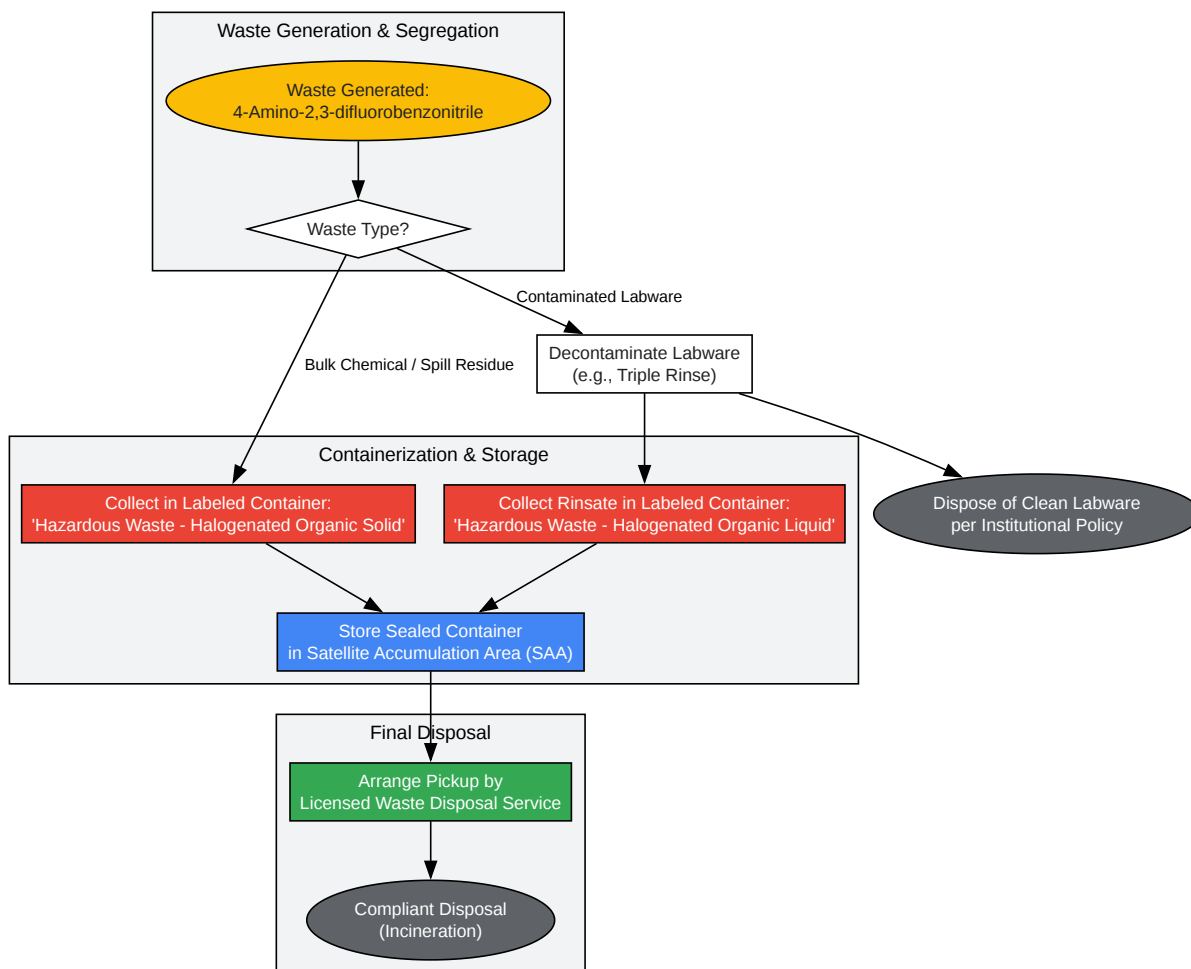 Waste Generation & Segregation
Waste Generated:
4-Amino-2,3-difluorobenzonitrile
Waste Type?
Contaminated Labware
Bulk Chemical / Spill Residue
Decontaminate Labware
(e.g., Triple Rinse)
Containerization & Storage
Collect in Labeled Container:
'Hazardous Waste - Halogenated Organic Solid'
Collect Rinsate in Labeled Container:
'Hazardous Waste - Halogenated Organic Liquid'
Dispose of Clean Labware
per Institutional Policy
Store Sealed Container
in Satellite Accumulation Area (SAA)
Final Disposal
Arrange Pickup by
Licensed Waste Disposal Service
Compliant Disposal
(Incineration)